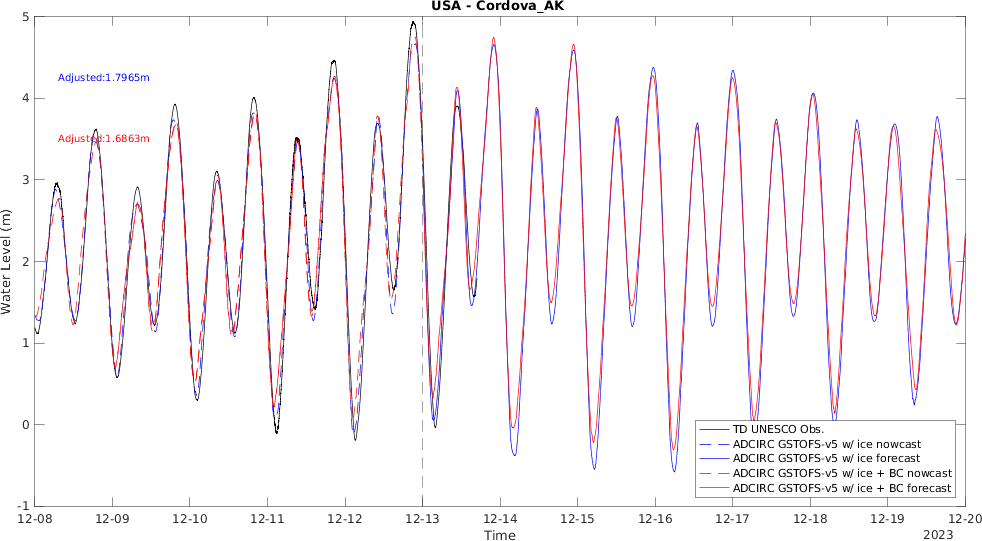 USA - Cordova_AK
5
4
3
2
1
0
-1
Water Level (m)
Adjusted:1.7965m
Adjusted:1.6863m
TD UNESCO Obs.
ADCIRC GSTOFS-v5 w/ ice nowcast
ADCIRC GSTOFS-v5 w/ ice forecast
ADCIRC GSTOFS-v5 w/ ice + BC nowcast
ADCIRC GSTOFS-v5 w/ ice + BC forecast
12-08 12-09 12-10 12-11 12-12 12-13 12-14 12-15 12-16 12-17 12-18 12-19 12-20
Time
2023